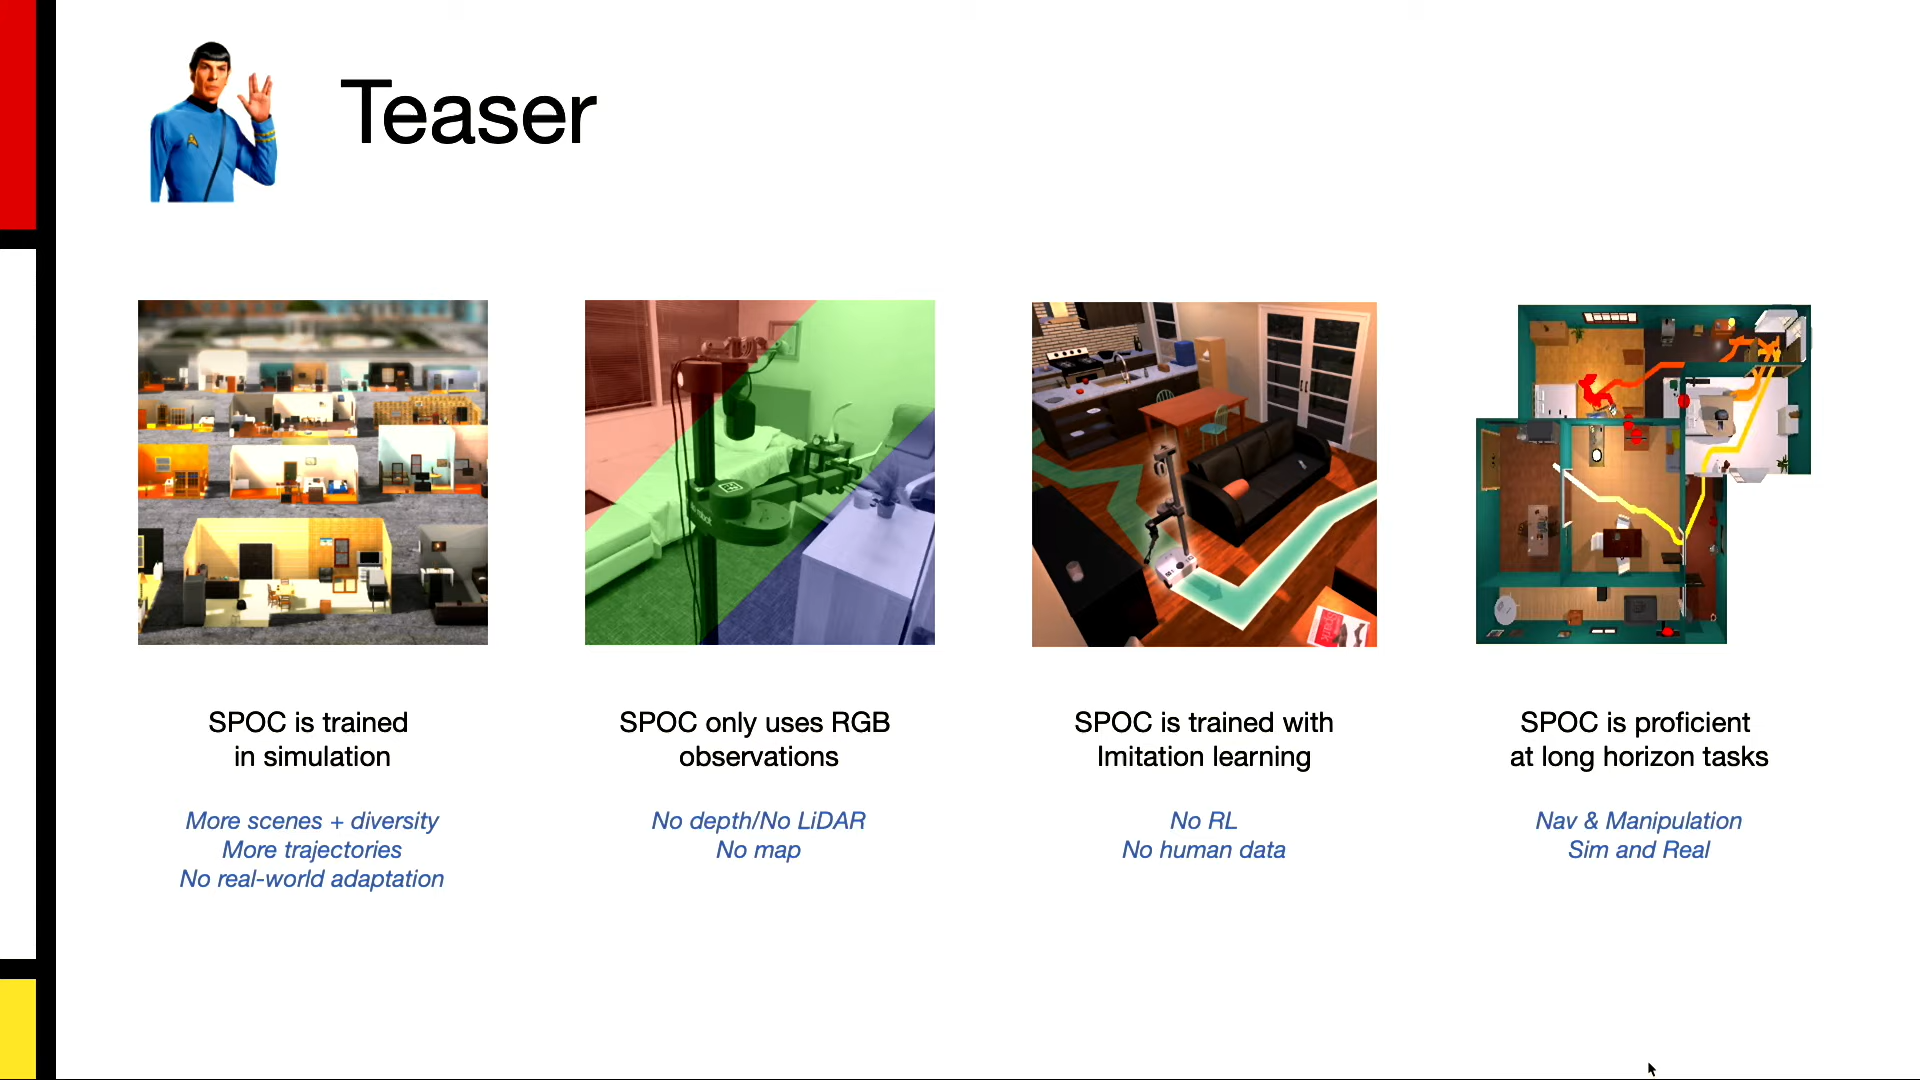 Teaser
SPOC is trained
in simulation
More scenes + diversity
More trajectories
No real-world adaptation
SPOC only uses RGB
observations
No depth/No LiDAR
No map
SPOC is trained with
Imitation learning
No RL
No human data
SPOC is proficient
at long horizon tasks
Nav & Manipulation
Sim and Real